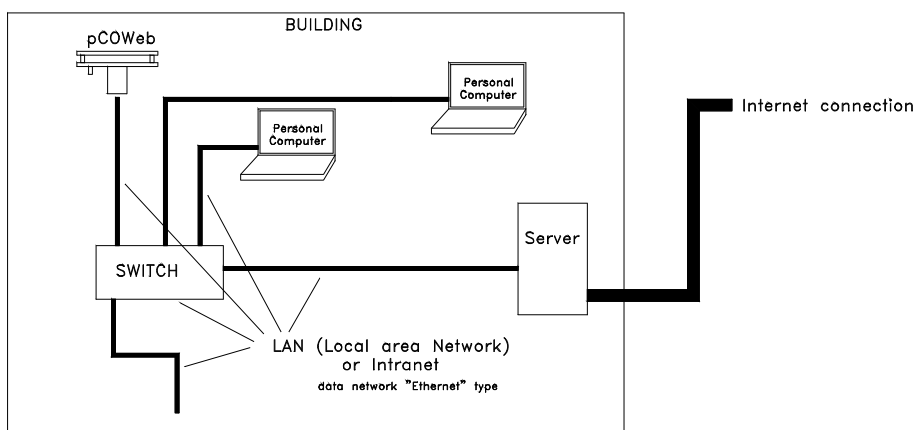 BUILDING
pCOWeb
Personal
Computer
Personal
Computer
Internet connection
Server
SWITCH
LAN (Local area Network)
or Intranet
data network "Ethernet" type